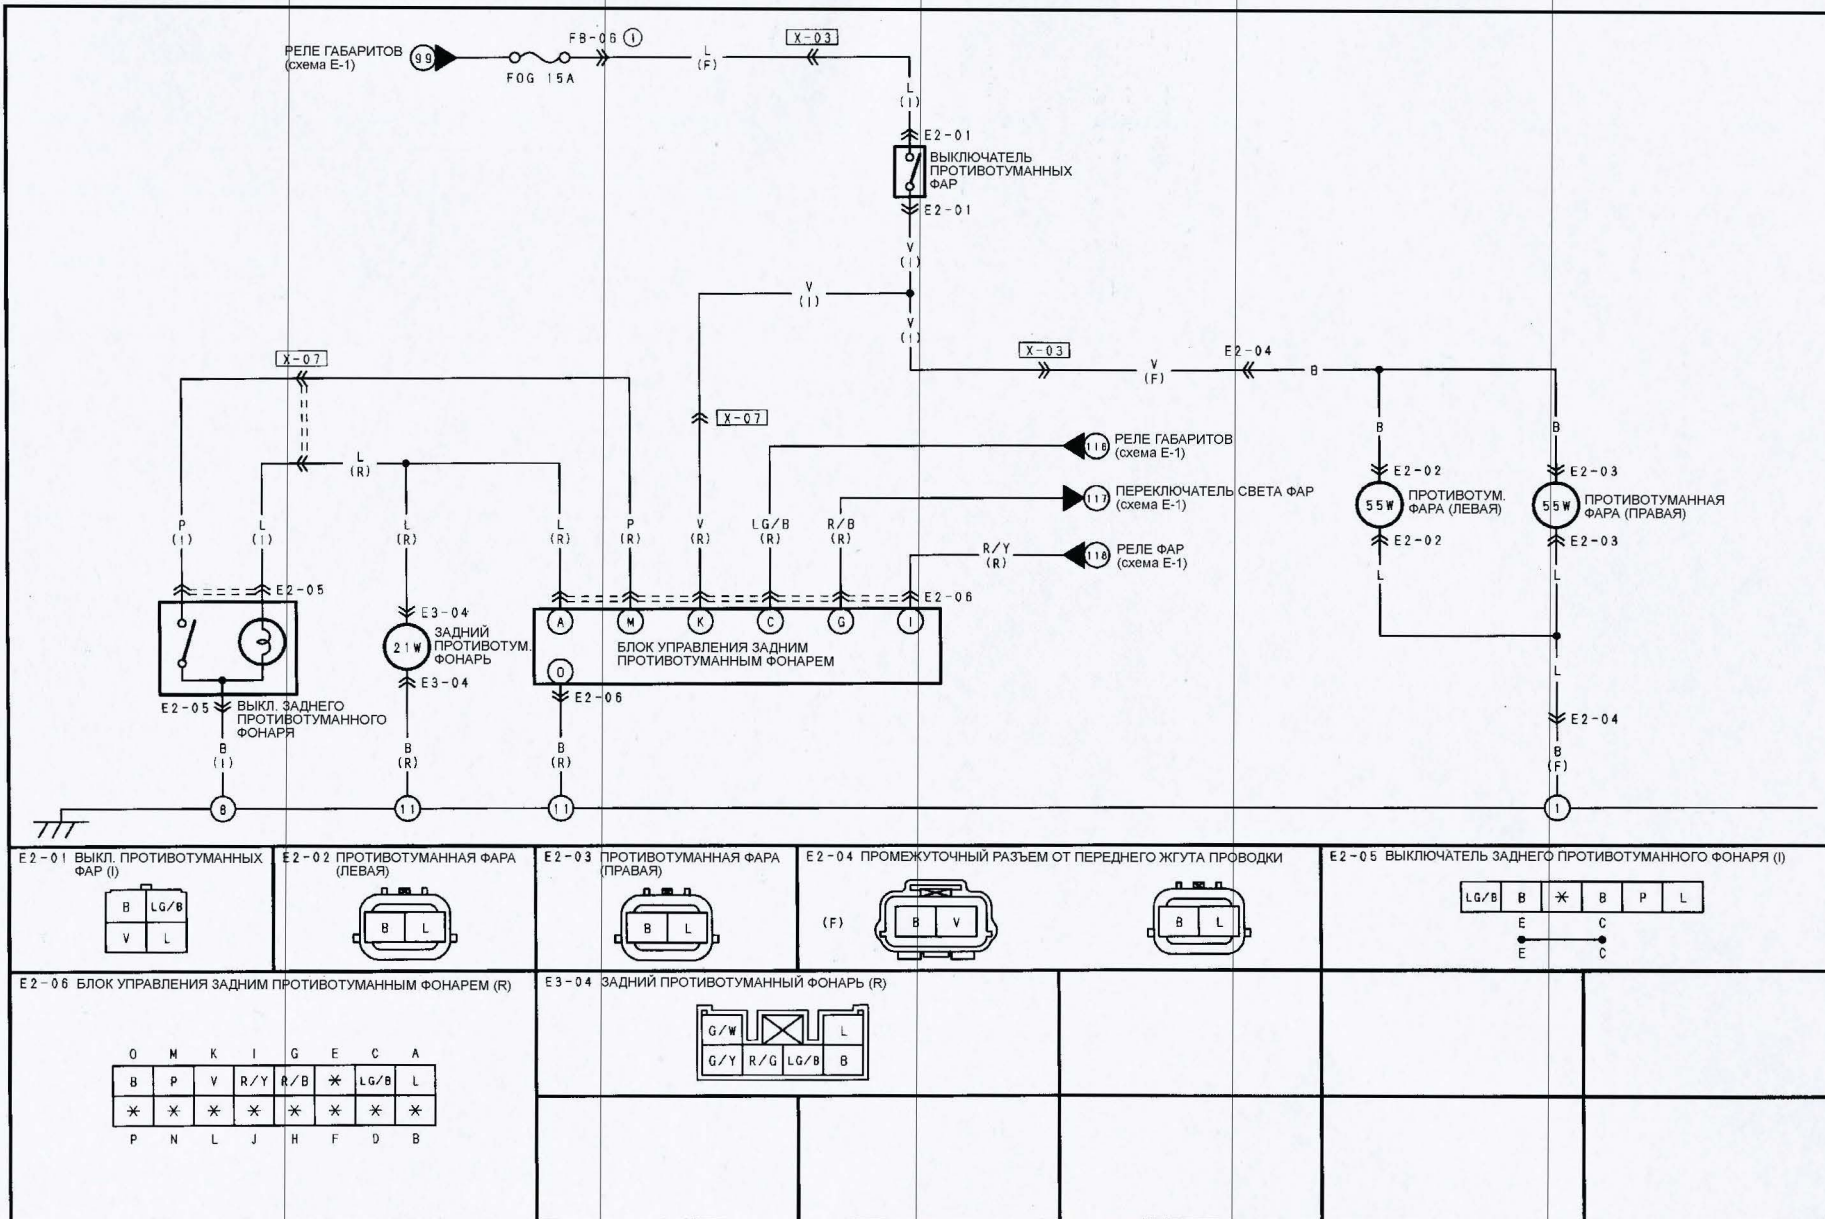 РЕЛЕ ГАБАРИТОВ
(схема Е-1)
99
FOG 15A
FB-06 1
L
(F)
X-03
L
(I)
E2-01
ВЫКЛЮЧАТЕЛЬ
ПРОТИВОТУМАННЫХ
ФАР
E2-01
V
(I)
V
(I)
V
(I)
X-03
V
(F)
E2-04
B
X-07
X-07
L
(R)
B
B
116
РЕЛЕ ГАБАРИТОВ
(схема Е-1)
117
ПЕРЕКЛЮЧАТЕЛЬ СВЕТА ФАР
(схема Е-1)
118
РЕЛЕ ФАР
(схема Е-1)
E2-02
55W
ПРОТИВОТУМ.
ФАРА (ЛЕВАЯ)
E2-02
E2-03
55W
ПРОТИВОТУМАННАЯ
ФАРА (ПРАВАЯ)
E2-03
P
(I)
L
(I)
L
(R)
L
(R)
P
(R)
V
(R)
LG/B
(R)
R/B
(R)
R/Y
(R)
L
L
E2-05
E3-04
21W
ЗАДНИЙ
ПРОТИВОТУМ.
ФОНАРЬ
E3-04
E2-06
A M K C G I
БЛОК УПРАВЛЕНИЯ ЗАДНИМ
ПРОТИВОТУМАННЫМ ФОНАРЕМ
O
E2-06
E2-05
ВЫКЛ. ЗАДНЕГО
ПРОТИВОТУМАННОГО
ФОНАРЯ
L
E2-04
B
(I)
B
(R)
B
(R)
B
(F)
8 11 11 1
E2-01 ВЫКЛ. ПРОТИВОТУМАННЫХ
ФАР (I)
B LG/B
V L
E2-02 ПРОТИВОТУМАННАЯ ФАРА
(ЛЕВАЯ)
B L
E2-03 ПРОТИВОТУМАННАЯ ФАРА
(ПРАВАЯ)
B L
E2-04 ПРОМЕЖУТОЧНЫЙ РАЗЪЕМ ОТ ПЕРЕДНЕГО ЖГУТА ПРОВОДКИ
(F)
B V
B L
E2-05 ВЫКЛЮЧАТЕЛЬ ЗАДНЕГО ПРОТИВОТУМАННОГО ФОНАРЯ (I)
LG/B B * B P L
E C
E C
E2-06 БЛОК УПРАВЛЕНИЯ ЗАДНИМ ПРОТИВОТУМАННЫМ ФОНАРЕМ (R)
O M K I G E C A
B P V R/Y R/B * LG/B L
* * * * * * * *
P N L J H F D B
E3-04 ЗАДНИЙ ПРОТИВОТУМАННЫЙ ФОНАРЬ (R)
G/W L
G/Y R/G LG/B B